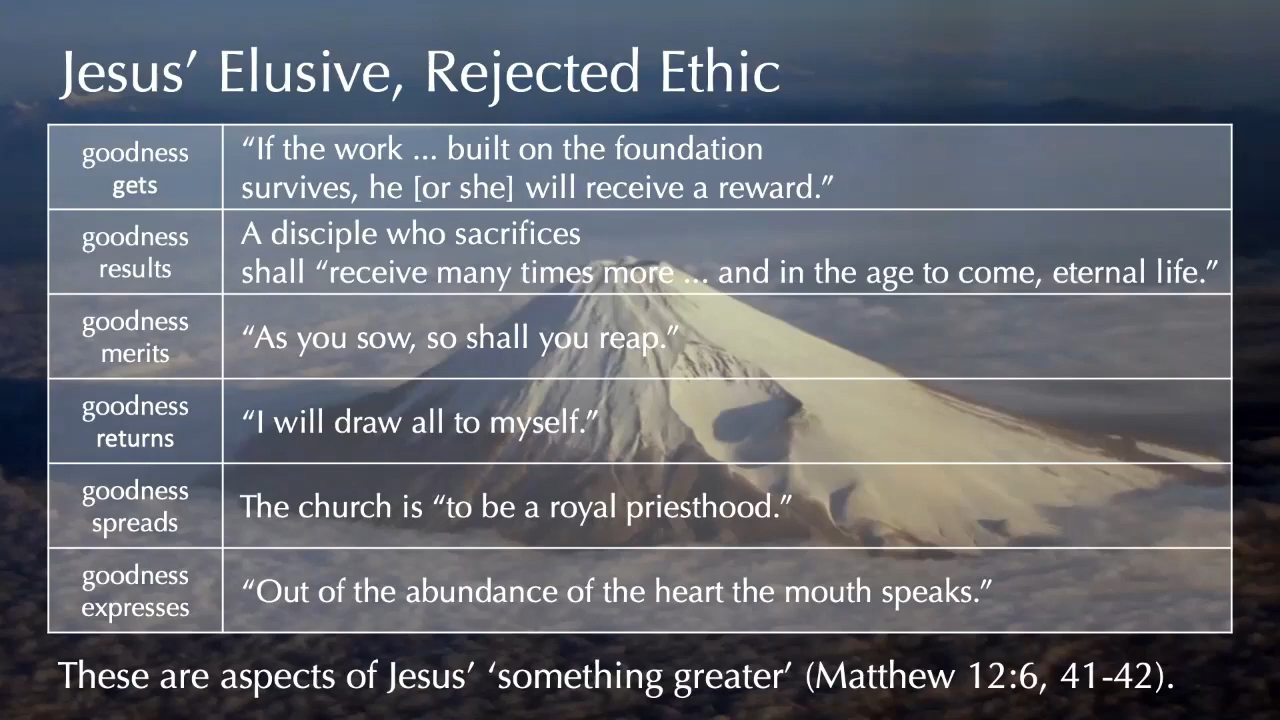 Jesus’ Elusive, Rejected Ethic
goodness
gets
“If the work ... built on the foundation
survives, he [or she] will receive a reward.”
goodness
results
A disciple who sacrifices
shall “receive many times more ... and in the age to come, eternal life.”
goodness
merits
“As you sow, so shall you reap.”
goodness
returns
“I will draw all to myself.”
goodness
spreads
The church is “to be a royal priesthood.”
goodness
expresses
“Out of the abundance of the heart the mouth speaks.”
These are aspects of Jesus’ ‘something greater’ (Matthew 12:6, 41-42).